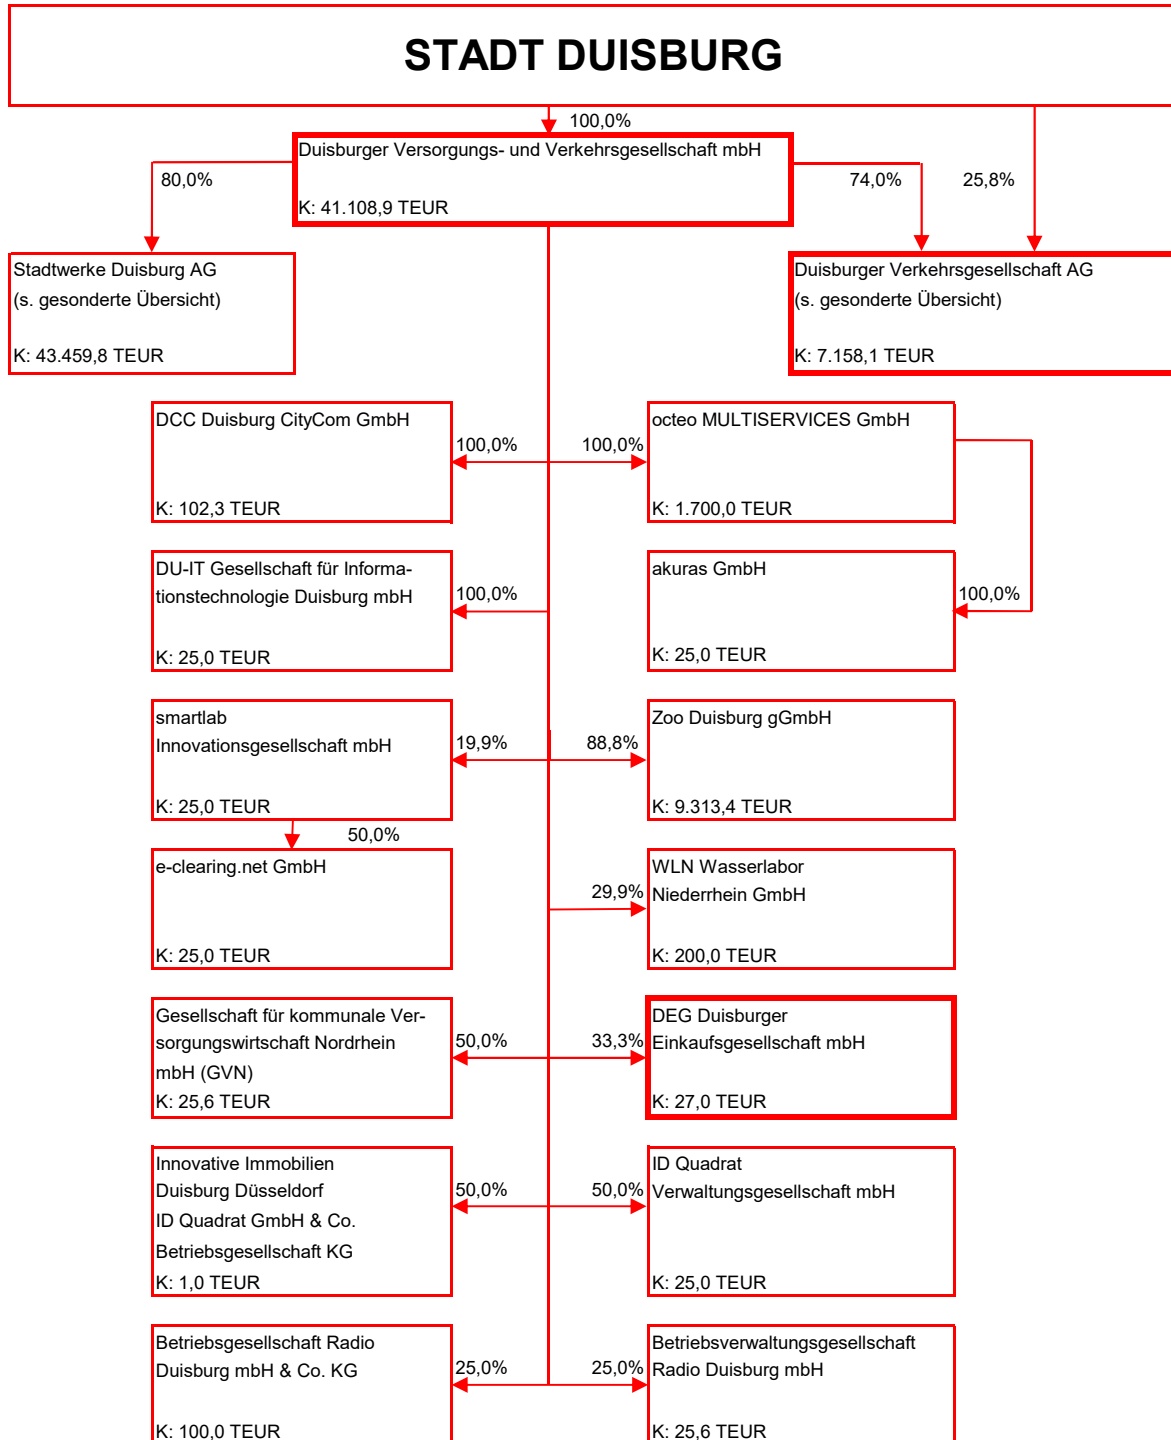 STADT DUISBURG
100,0%
Duisburger Versorgungs- und Verkehrsgesellschaft mbH
K: 41.108,9 TEUR
80,0%
74,0%
25,8%
Stadtwerke Duisburg AG
(s. gesonderte Übersicht)
K: 43.459,8 TEUR
Duisburger Verkehrsgesellschaft AG
(s. gesonderte Übersicht)
K: 7.158,1 TEUR
DCC Duisburg CityCom GmbH
K: 102,3 TEUR
100,0%
100,0%
octeo MULTISERVICES GmbH
K: 1.700,0 TEUR
DU-IT Gesellschaft für Informa-
tionstechnologie Duisburg mbH
K: 25,0 TEUR
100,0%
akuras GmbH
K: 25,0 TEUR
100,0%
smartlab
Innovationsgesellschaft mbH
K: 25,0 TEUR
19,9%
88,8%
Zoo Duisburg gGmbH
K: 9.313,4 TEUR
50,0%
e-clearing.net GmbH
K: 25,0 TEUR
29,9%
WLN Wasserlabor
Niederrhein GmbH
K: 200,0 TEUR
Gesellschaft für kommunale Ver-
sorgungswirtschaft Nordrhein
mbH (GVN)
K: 25,6 TEUR
50,0%
33,3%
DEG Duisburger
Einkaufsgesellschaft mbH
K: 27,0 TEUR
Innovative Immobilien
Duisburg Düsseldorf
ID Quadrat GmbH & Co.
Betriebsgesellschaft KG
K: 1,0 TEUR
50,0%
50,0%
ID Quadrat
Verwaltungsgesellschaft mbH
K: 25,0 TEUR
Betriebsgesellschaft Radio
Duisburg mbH & Co. KG
K: 100,0 TEUR
25,0%
25,0%
Betriebsverwaltungsgesellschaft
Radio Duisburg mbH
K: 25,6 TEUR